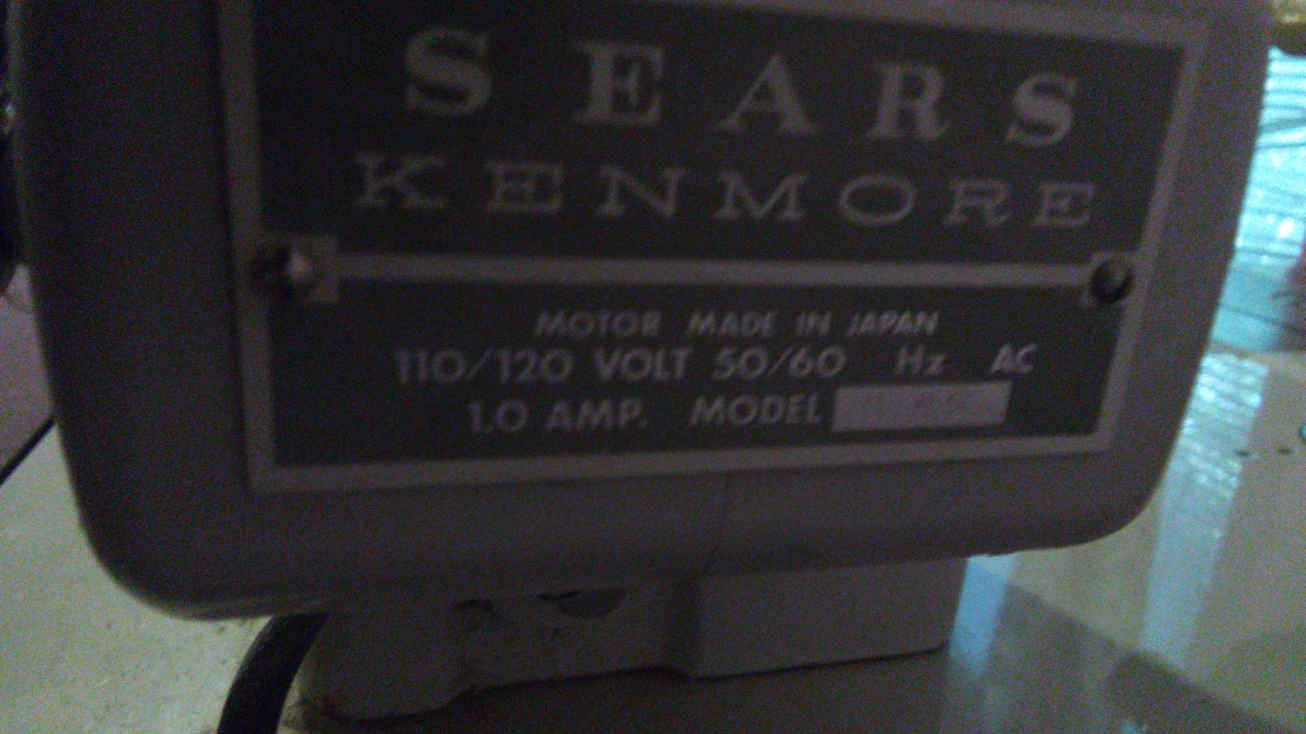 SEARS
KENMORE
MOTOR MADE IN JAPAN
110/120 VOLT 50/60 Hz AC
1.0 AMP. MODEL